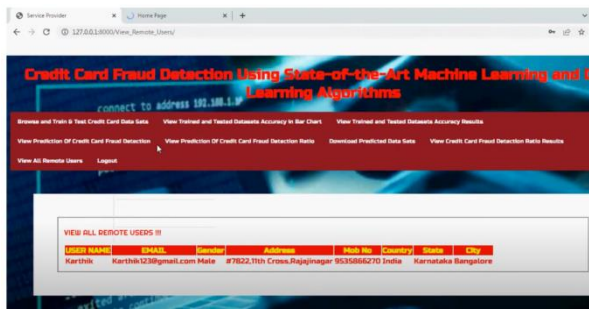 Service Provider
Home Page
127.0.0.1:8000/View_Remote_Users/
Credit Card Fraud Detection Using State-of-the-Art Machine Learning and D
Learning Algorithms
connect to address 192.188.1.
Browse and Train & Test Credit Card Data Sets View Trained and Tested Datasets Accuracy in Bar Chart View Trained and Tested Datasets Accuracy Results
View Prediction Of Credit Card Fraud Detection View Prediction Of Credit Card Fraud Detection Ratio Download Predicted Data Sets View Credit Card Fraud Detection Ratio Results
View All Remote Users Logout
VIEW ALL REMOTE USERS !!!
USER NAME EMAIL Gender Address Mob No Country State City
Karthik Karthik123@gmail.com Male #7822,11th Cross,Rajajinagar 9535866270 India Karnataka Bangalore